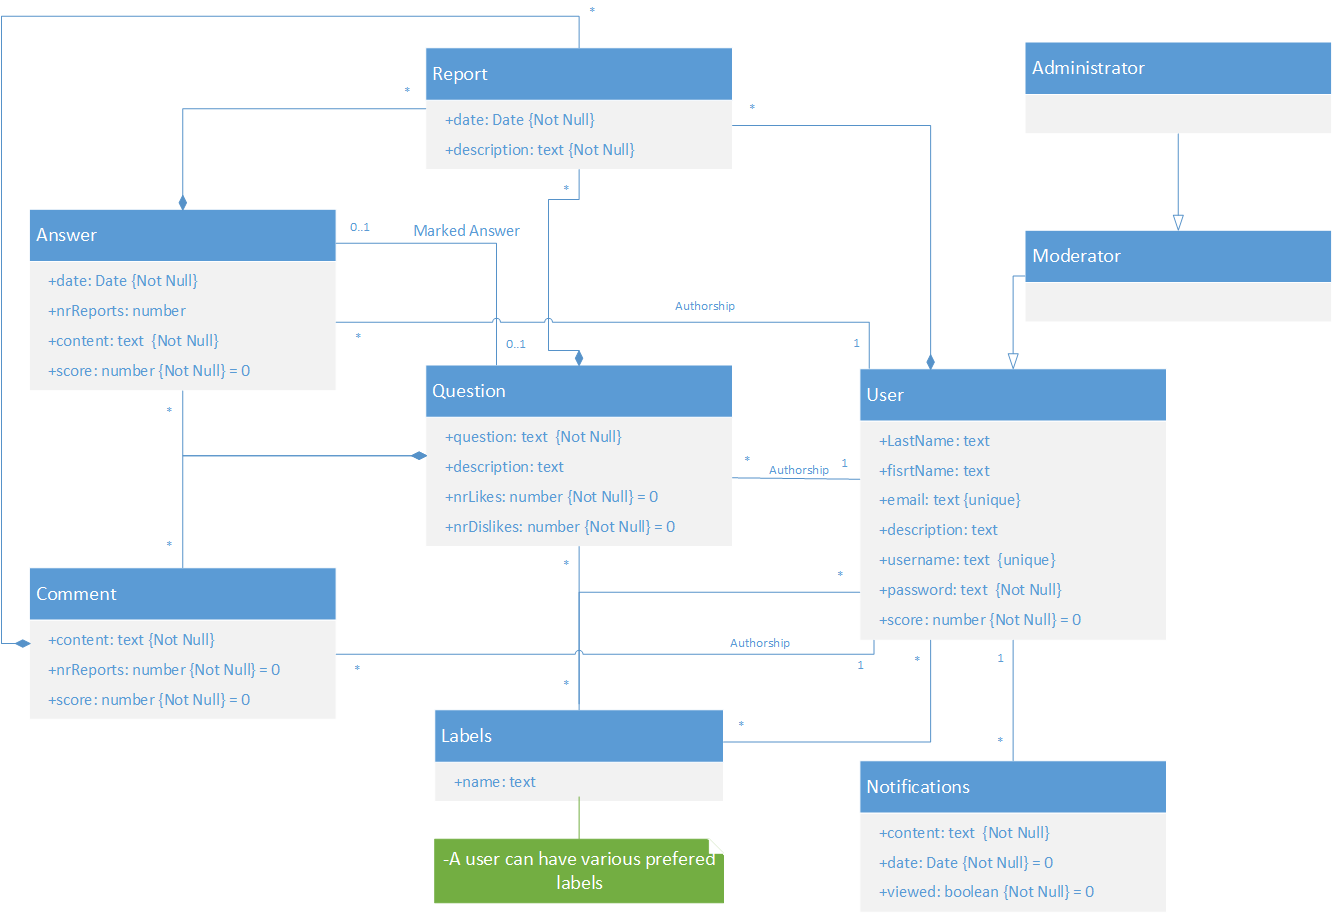 *
Report
+date: Date {Not Null}
+description: text {Not Null}
*
*
*
Administrator
Moderator
Answer
+date: Date {Not Null}
+nrReports: number
+content: text  {Not Null}
+score: number {Not Null} = 0
0..1
Marked Answer
0..1
Authorship
*
1
Question
+question: text  {Not Null}
+description: text
+nrLikes: number {Not Null} = 0
+nrDislikes: number {Not Null} = 0
*
Authorship
1
User
+LastName: text
+fisrtName: text
+email: text {unique}
+description: text
+username: text  {unique}
+password: text  {Not Null}
+score: number {Not Null} = 0
*
*
*
*
Comment
+content: text {Not Null}
+nrReports: number {Not Null} = 0
+score: number {Not Null} = 0
Authorship
*
1
*
1
*
*
*
Labels
+name: text
-A user can have various prefered
labels
Notifications
+content: text  {Not Null}
+date: Date {Not Null} = 0
+viewed: boolean {Not Null} = 0